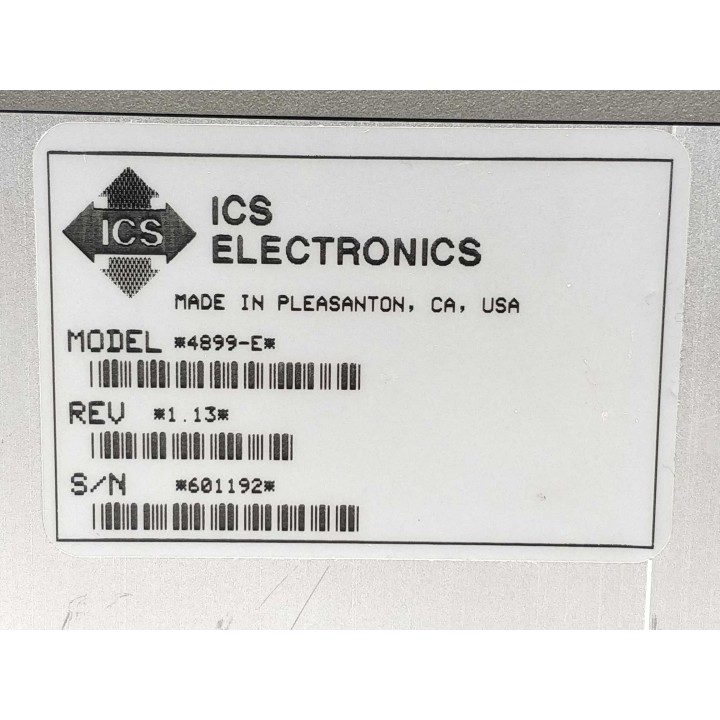 ICS
ICS
ELECTRONICS
MADE IN PLEASANTON, CA, USA
MODEL *4899-E*
REV *1.13*
S/N *601192*